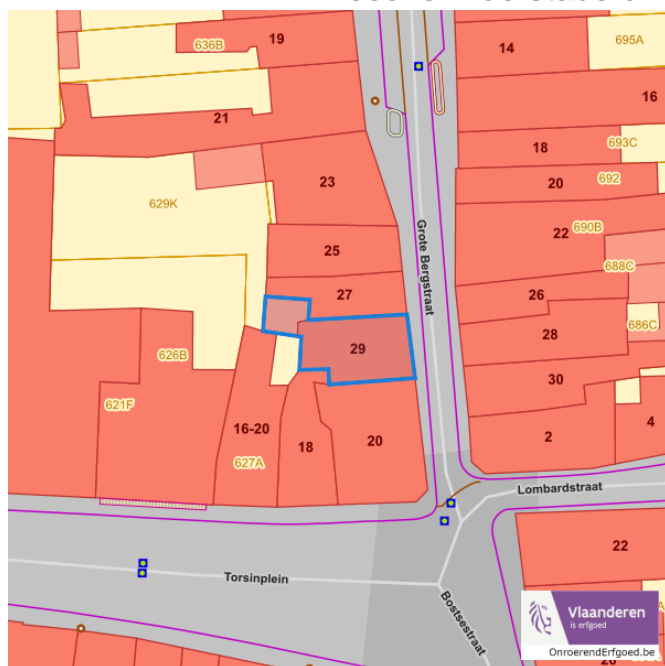 636B
19
14
695A
21
16
18
693C
20
692
23
629K
Grote Bergstraat
22
690B
25
688C
27
26
626B
29
28
686C
621F
30
16-20
18
20
2
4
627A
Lombardstraat
22
Torsinplein
Bostsestraat
Vlaanderen
is erfgoed
OnroerendErfgoed.be